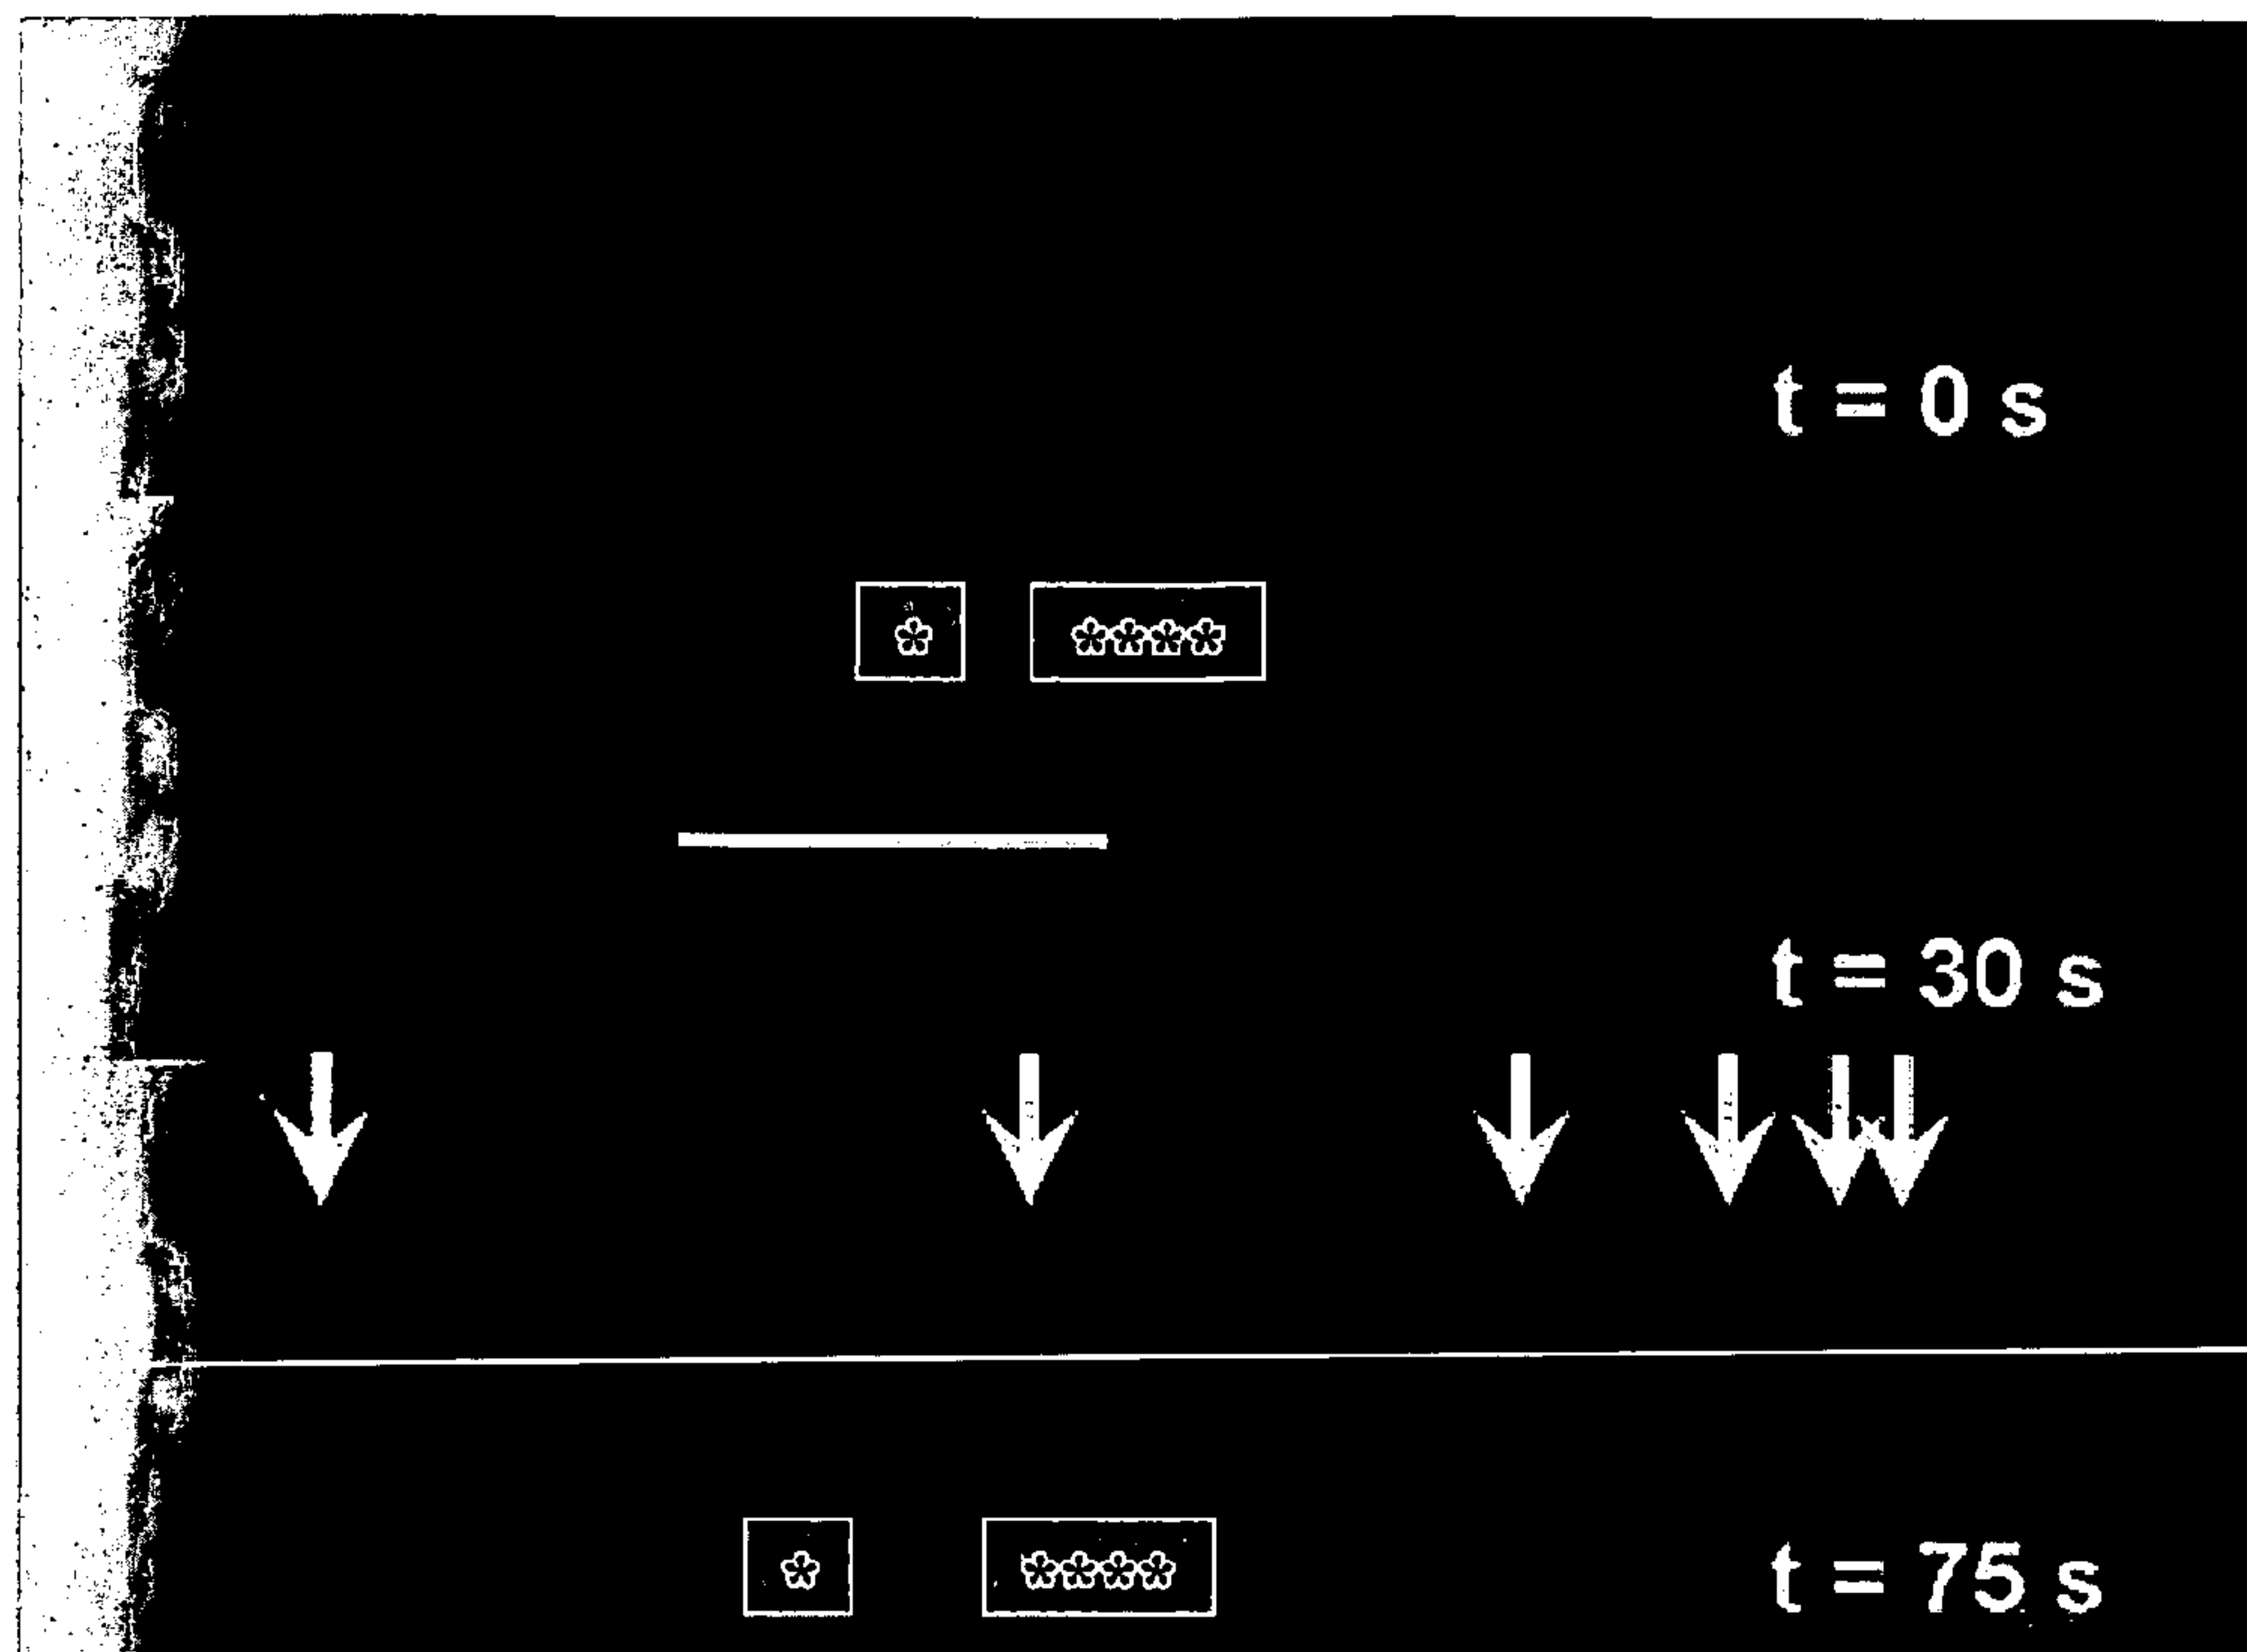 t = 0 s
t = 30 s
t = 75 s